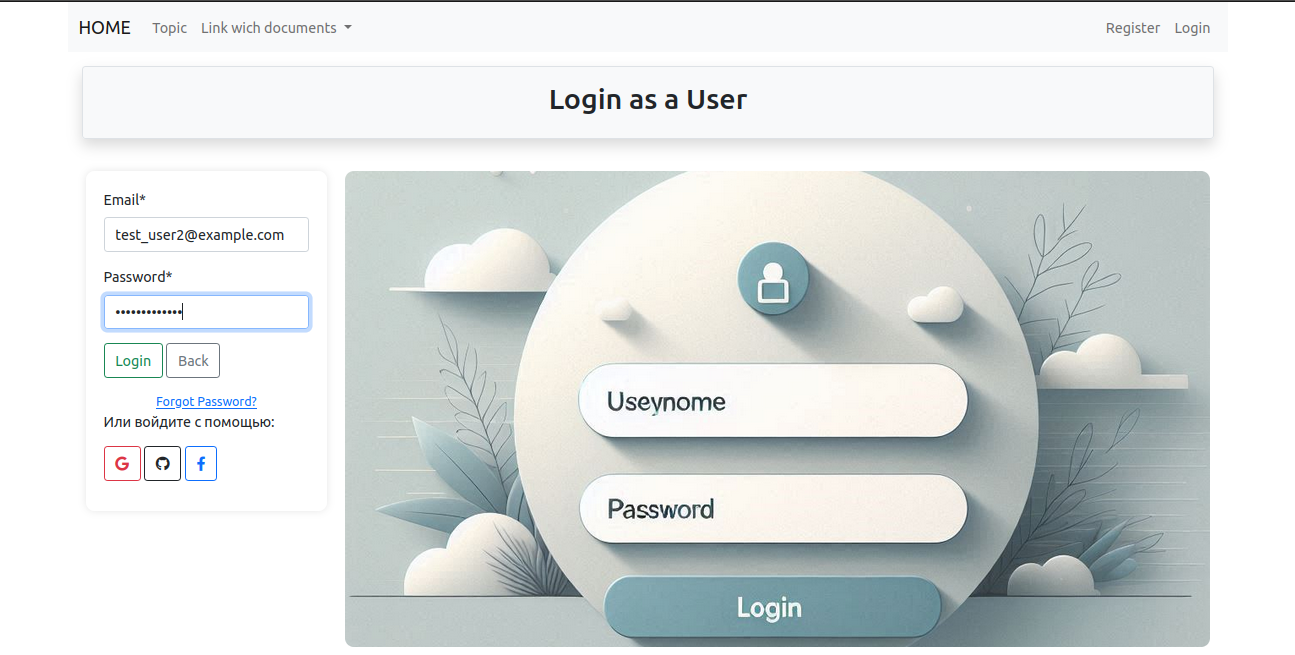 HOME Topic Link wich documents Register Login
Login as a User
Email*
test_user2@example.com
Password*
•••••••••••••
Login Back
Forgot Password?
Или войдите с помощью:
Useynome
Password
Login